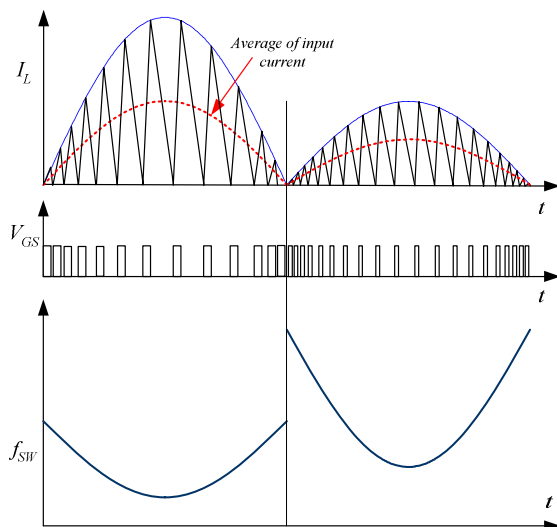 Average of input
current
I_L
t
V_GS
t
f_SW
t